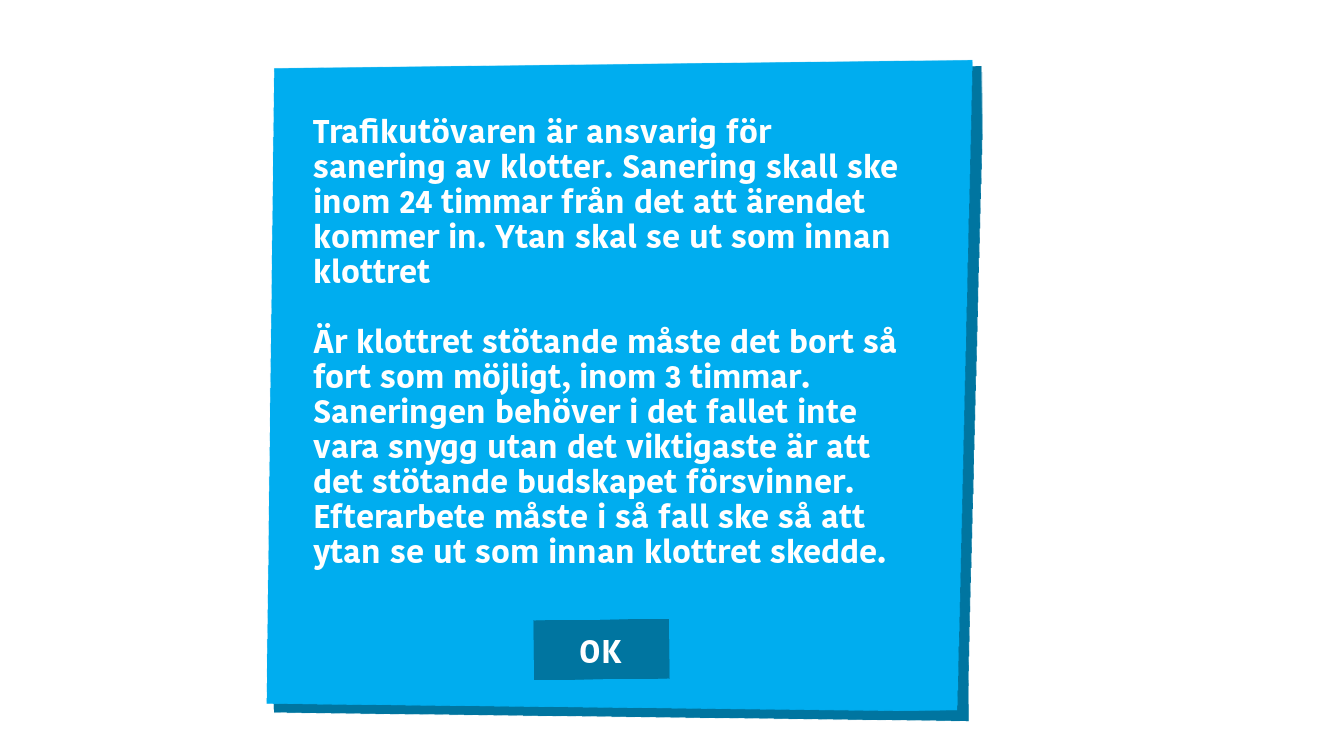 Trafikutövaren är ansvarig för
sanering av klotter. Sanering skall ske
inom 24 timmar från det att ärendet
kommer in. Ytan skal se ut som innan
klottret
Är klottret stötande måste det bort så
fort som möjligt, inom 3 timmar.
Saneringen behöver i det fallet inte
vara snygg utan det viktigaste är att
det stötande budskapet försvinner.
Efterarbete måste i så fall ske så att
ytan se ut som innan klottret skedde.
OK